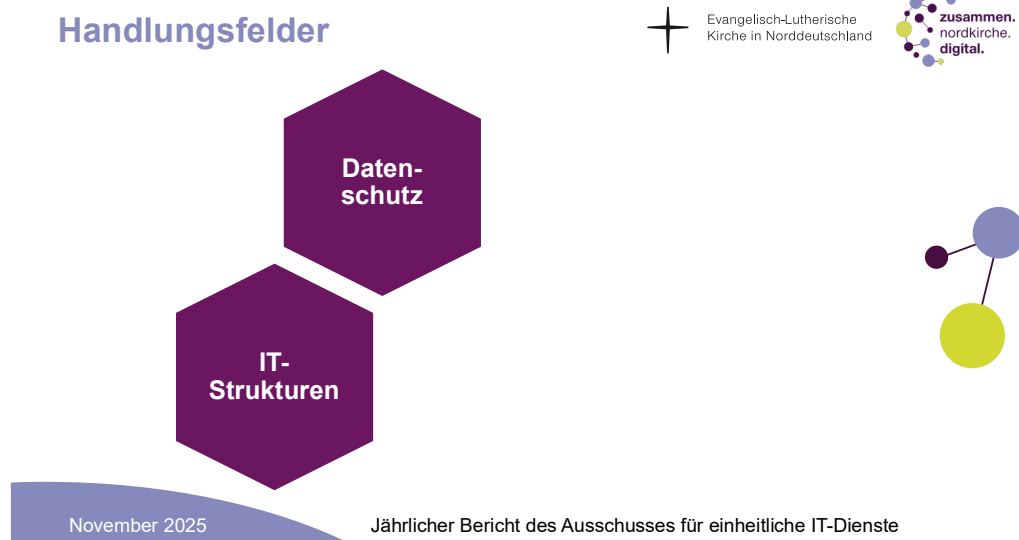 Handlungsfelder
Evangelisch-Lutherische
Kirche in Norddeutschland
zusammen.
nordkirche.
digital.
Daten-
schutz
IT-
Strukturen
November 2025
Jährlicher Bericht des Ausschusses für einheitliche IT-Dienste